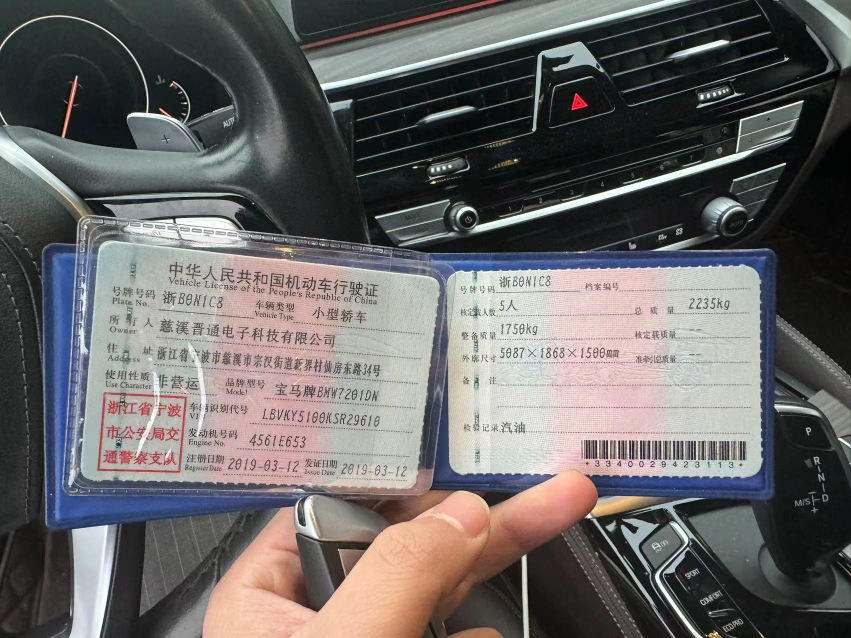 中华人民共和国机动车行驶证
Vehicle License of the People's Republic of China
号牌号码 浙B0N1C8 车辆类型 小型轿车
Plate No. Vehicle Type
所有人 慈溪晋通电子科技有限公司
Owner
住址 浙江省宁波市慈溪市宗汉街道新界村仙房东路34号
Address
使用性质 非营运 品牌型号 宝马牌BMW7201DN
Use Character Model
浙江省宁波
市公安局交
通警察支队
车辆识别代号 LBVKY5100KSR29610
VIN
发动机号码 4561E653
Engine No.
注册日期 2019-03-12 发证日期 2019-03-12
Register Date Issue Date
号牌号码 浙B0N1C8 档案编号
核定载人数 5人 总质量 2235kg
整备质量 1750kg 核定载质量 --
外廓尺寸 5087×1868×1500mm 准牵引总质量 --
备注
检验记录 汽油
+3340029423113+
P
R
N
D
M/S
+
SPORT
COMFORT
ECO PRO